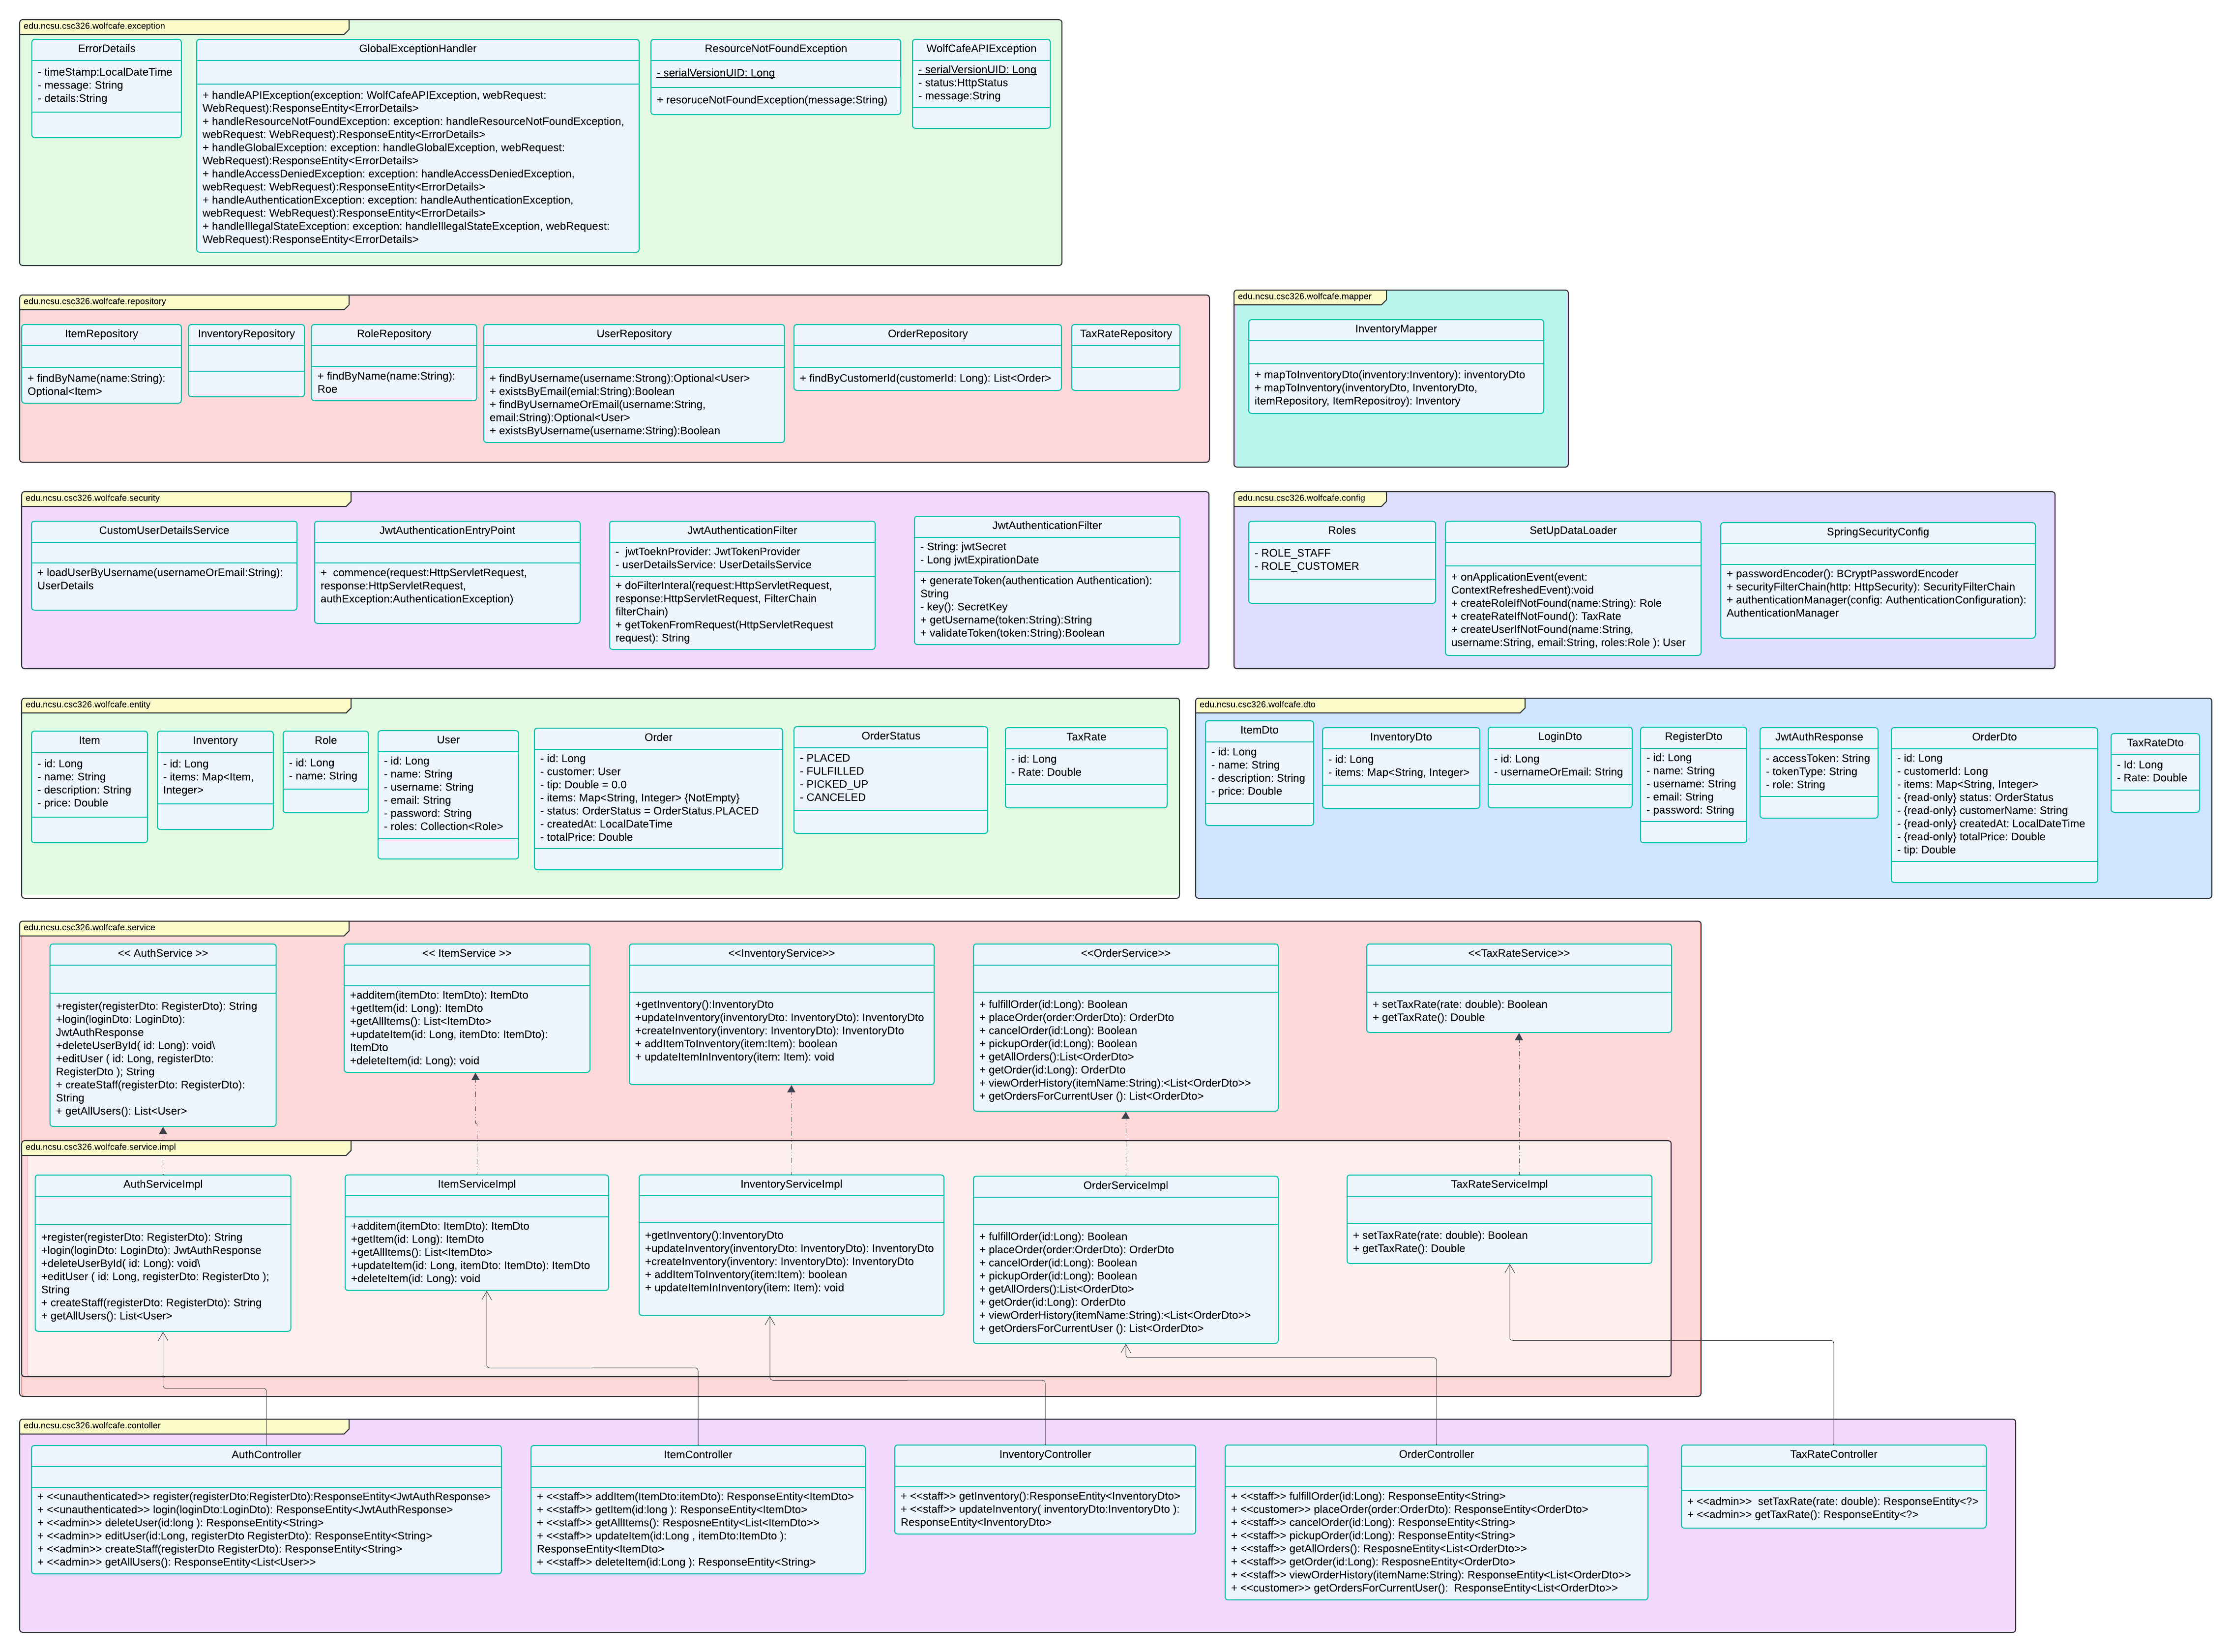 edu.ncsu.csc326.wolfcafe.exception
ErrorDetails
- timeStamp:LocalDateTime
- message: String
- details:String
GlobalExceptionHandler
+ handleAPIException(exception: WolfCafeAPIException, webRequest:
WebRequest):ResponseEntity<ErrorDetails>
+ handleResourceNotFoundException: exception: handleResourceNotFoundException,
webRequest: WebRequest):ResponseEntity<ErrorDetails>
+ handleGlobalException: exception: handleGlobalException, webRequest:
WebRequest):ResponseEntity<ErrorDetails>
+ handleAccessDeniedException: exception: handleAccessDeniedException,
webRequest: WebRequest):ResponseEntity<ErrorDetails>
+ handleAuthenticationException: exception: handleAuthenticationException,
webRequest: WebRequest):ResponseEntity<ErrorDetails>
+ handleIllegalStateException: exception: handleIllegalStateException, webRequest:
WebRequest):ResponseEntity<ErrorDetails>
ResourceNotFoundException
- serialVersionUID: Long
+ resoruceNotFoundException(message:String)
WolfCafeAPIException
- serialVersionUID: Long
- status:HttpStatus
- message:String
edu.ncsu.csc326.wolfcafe.repository
ItemRepository
+ findByName(name:String):
Optional<Item>
InventoryRepository
RoleRepository
+ findByName(name:String):
Roe
UserRepository
+ findByUsername(username:Strong):Optional<User>
+ existsByEmail(emial:String):Boolean
+ findByUsernameOrEmail(username:String,
email:String):Optional<User>
+ existsByUsername(username:String):Boolean
OrderRepository
+ findByCustomerId(customerId: Long): List<Order>
TaxRateRepository
edu.ncsu.csc326.wolfcafe.mapper
InventoryMapper
+ mapToInventoryDto(inventory:Inventory): inventoryDto
+ mapToInventory(inventoryDto, InventoryDto,
itemRepository, ItemRepositroy): Inventory
edu.ncsu.csc326.wolfcafe.security
CustomUserDetailsService
+ loadUserByUsername(usernameOrEmail:String):
UserDetails
JwtAuthenticationEntryPoint
+  commence(request:HttpServletRequest,
response:HttpServletRequest,
authException:AuthenticationException)
JwtAuthenticationFilter
-  jwtToeknProvider: JwtTokenProvider
- userDetailsService: UserDetailsService
+ doFilterInteral(request:HttpServletRequest,
response:HttpServletRequest, FilterChain
filterChain)
+ getTokenFromRequest(HttpServletRequest
request): String
JwtAuthenticationFilter
- String: jwtSecret
- Long jwtExpirationDate
+ generateToken(authentication Authentication):
String
- key(): SecretKey
+ getUsername(token:String):String
+ validateToken(token:String):Boolean
edu.ncsu.csc326.wolfcafe.config
Roles
- ROLE_STAFF
- ROLE_CUSTOMER
SetUpDataLoader
+ onApplicationEvent(event:
ContextRefreshedEvent):void
+ createRoleIfNotFound(name:String): Role
+ createRateIfNotFound(): TaxRate
+ createUserIfNotFound(name:String,
username:String, email:String, roles:Role ): User
SpringSecurityConfig
+ passwordEncoder(): BCryptPasswordEncoder
+ securityFilterChain(http: HttpSecurity): SecurityFilterChain
+ authenticationManager(config: AuthenticationConfiguration):
AuthenticationManager
edu.ncsu.csc326.wolfcafe.entity
Item
- id: Long
- name: String
- description: String
- price: Double
Inventory
- id: Long
- items: Map<Item,
Integer>
Role
- id: Long
- name: String
User
- id: Long
- name: String
- username: String
- email: String
- password: String
- roles: Collection<Role>
Order
- id: Long
- customer: User
- tip: Double = 0.0
- items: Map<String, Integer> {NotEmpty}
- status: OrderStatus = OrderStatus.PLACED
- createdAt: LocalDateTime
- totalPrice: Double
OrderStatus
- PLACED
- FULFILLED
- PICKED_UP
- CANCELED
TaxRate
- id: Long
- Rate: Double
edu.ncsu.csc326.wolfcafe.dto
ItemDto
- id: Long
- name: String
- description: String
- price: Double
InventoryDto
- id: Long
- items: Map<String, Integer>
LoginDto
- id: Long
- usernameOrEmail: String
RegisterDto
- id: Long
- name: String
- username: String
- email: String
- password: String
JwtAuthResponse
- accessToken: String
- tokenType: String
- role: String
OrderDto
- id: Long
- customerId: Long
- items: Map<String, Integer>
- {read-only} status: OrderStatus
- {read-only} customerName: String
- {read-only} createdAt: LocalDateTime
- {read-only} totalPrice: Double
- tip: Double
TaxRateDto
- Id: Long
- Rate: Double
edu.ncsu.csc326.wolfcafe.service
<< AuthService >>
+register(registerDto: RegisterDto): String
+login(loginDto: LoginDto):
JwtAuthResponse
+deleteUserById( id: Long): void\
+editUser ( id: Long, registerDto:
RegisterDto ); String
+ createStaff(registerDto: RegisterDto):
String
+ getAllUsers(): List<User>
<< ItemService >>
+additem(itemDto: ItemDto): ItemDto
+getItem(id: Long): ItemDto
+getAllItems(): List<ItemDto>
+updateItem(id: Long, itemDto: ItemDto):
ItemDto
+deleteItem(id: Long): void
<<InventoryService>>
+getInventory():InventoryDto
+updateInventory(inventoryDto: InventoryDto): InventoryDto
+createInventory(inventory: InventoryDto): InventoryDto
+ addItemToInventory(item:Item): boolean
+ updateItemInInventory(item: Item): void
<<OrderService>>
+ fulfillOrder(id:Long): Boolean
+ placeOrder(order:OrderDto): OrderDto
+ cancelOrder(id:Long): Boolean
+ pickupOrder(id:Long): Boolean
+ getAllOrders():List<OrderDto>
+ getOrder(id:Long): OrderDto
+ viewOrderHistory(itemName:String):<List<OrderDto>>
+ getOrdersForCurrentUser (): List<OrderDto>
<<TaxRateService>>
+ setTaxRate(rate: double): Boolean
+ getTaxRate(): Double
edu.ncsu.csc326.wolfcafe.service.impl
AuthServiceImpl
+register(registerDto: RegisterDto): String
+login(loginDto: LoginDto): JwtAuthResponse
+deleteUserById( id: Long): void\
+editUser ( id: Long, registerDto: RegisterDto );
String
+ createStaff(registerDto: RegisterDto): String
+ getAllUsers(): List<User>
ItemServiceImpl
+additem(itemDto: ItemDto): ItemDto
+getItem(id: Long): ItemDto
+getAllItems(): List<ItemDto>
+updateItem(id: Long, itemDto: ItemDto): ItemDto
+deleteItem(id: Long): void
InventoryServiceImpl
+getInventory():InventoryDto
+updateInventory(inventoryDto: InventoryDto): InventoryDto
+createInventory(inventory: InventoryDto): InventoryDto
+ addItemToInventory(item:Item): boolean
+ updateItemInInventory(item: Item): void
OrderServiceImpl
+ fulfillOrder(id:Long): Boolean
+ placeOrder(order:OrderDto): OrderDto
+ cancelOrder(id:Long): Boolean
+ pickupOrder(id:Long): Boolean
+ getAllOrders():List<OrderDto>
+ getOrder(id:Long): OrderDto
+ viewOrderHistory(itemName:String):<List<OrderDto>>
+ getOrdersForCurrentUser (): List<OrderDto>
TaxRateServiceImpl
+ setTaxRate(rate: double): Boolean
+ getTaxRate(): Double
edu.ncsu.csc326.wolfcafe.contoller
AuthController
+ <<unauthenticated>> register(registerDto:RegisterDto):ResponseEntity<JwtAuthResponse>
+ <<unauthenticated>> login(loginDto:LoginDto): ResponseEntity<JwtAuthResponse>
+ <<admin>> deleteUser(id:long ): ResponseEntity<String>
+ <<admin>> editUser(id:Long, registerDto RegisterDto): ResponseEntity<String>
+ <<admin>> createStaff(registerDto RegisterDto): ResponseEntity<String>
+ <<admin>> getAllUsers(): ResponseEntity<List<User>>
ItemController
+ <<staff>> addItem(ItemDto:itemDto): ResponseEntity<ItemDto>
+ <<staff>> getItem(id:long ): ResponseEntity<ItemDto>
+ <<staff>> getAllItems(): ResposneEntity<List<ItemDto>>
+ <<staff>> updateItem(id:Long , itemDto:ItemDto ):
ResponseEntity<ItemDto>
+ <<staff>> deleteItem(id:Long ): ResponseEntity<String>
InventoryController
+ <<staff>> getInventory():ResponseEntity<InventoryDto>
+ <<staff>> updateInventory( inventoryDto:InventoryDto ):
ResponseEntity<InventoryDto>
OrderController
+ <<staff>> fulfillOrder(id:Long): ResponseEntity<String>
+ <<customer>> placeOrder(order:OrderDto): ResponseEntity<OrderDto>
+ <<staff>> cancelOrder(id:Long): ResponseEntity<String>
+ <<staff>> pickupOrder(id:Long): ResponseEntity<String>
+ <<staff>> getAllOrders(): ResposneEntity<List<OrderDto>>
+ <<staff>> getOrder(id:Long): ResposneEntity<OrderDto>
+ <<staff>> viewOrderHistory(itemName:String): ResponseEntity<List<OrderDto>>
+ <<customer>> getOrdersForCurrentUser():  ResponseEntity<List<OrderDto>>
TaxRateController
+ <<admin>>  setTaxRate(rate: double): ResponseEntity<?>
+ <<admin>> getTaxRate(): ResponseEntity<?>